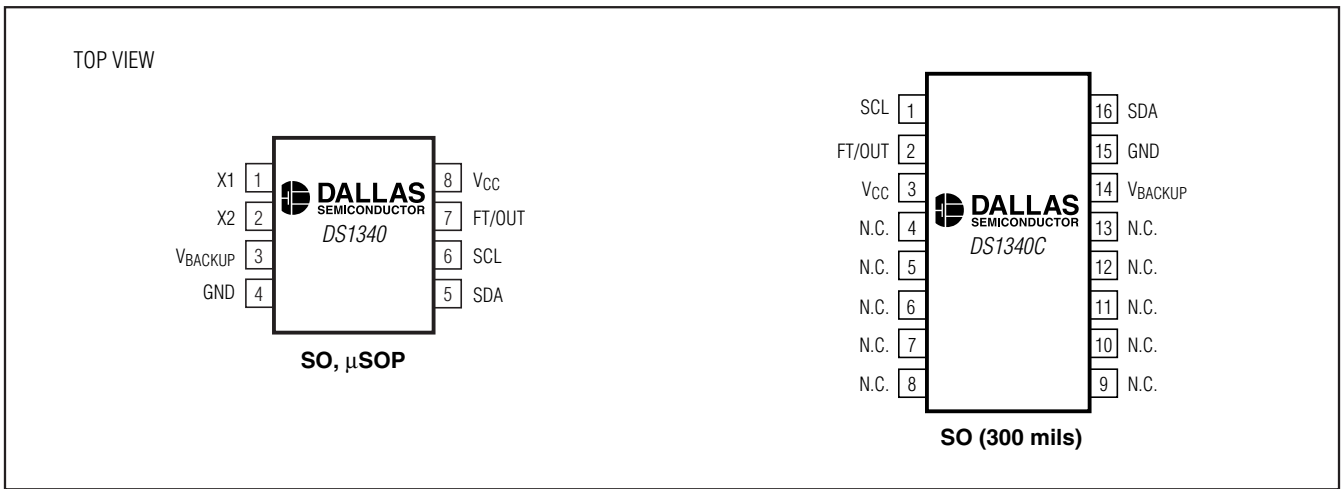 TOP VIEW
X1 1
X2 2
VBACKUP 3
GND 4
8 VCC
7 FT/OUT
6 SCL
5 SDA
DALLAS
SEMICONDUCTOR
DS1340
SO, μSOP
SCL 1
FT/OUT 2
VCC 3
N.C. 4
N.C. 5
N.C. 6
N.C. 7
N.C. 8
16 SDA
15 GND
14 VBACKUP
13 N.C.
12 N.C.
11 N.C.
10 N.C.
9 N.C.
DALLAS
SEMICONDUCTOR
DS1340C
SO (300 mils)